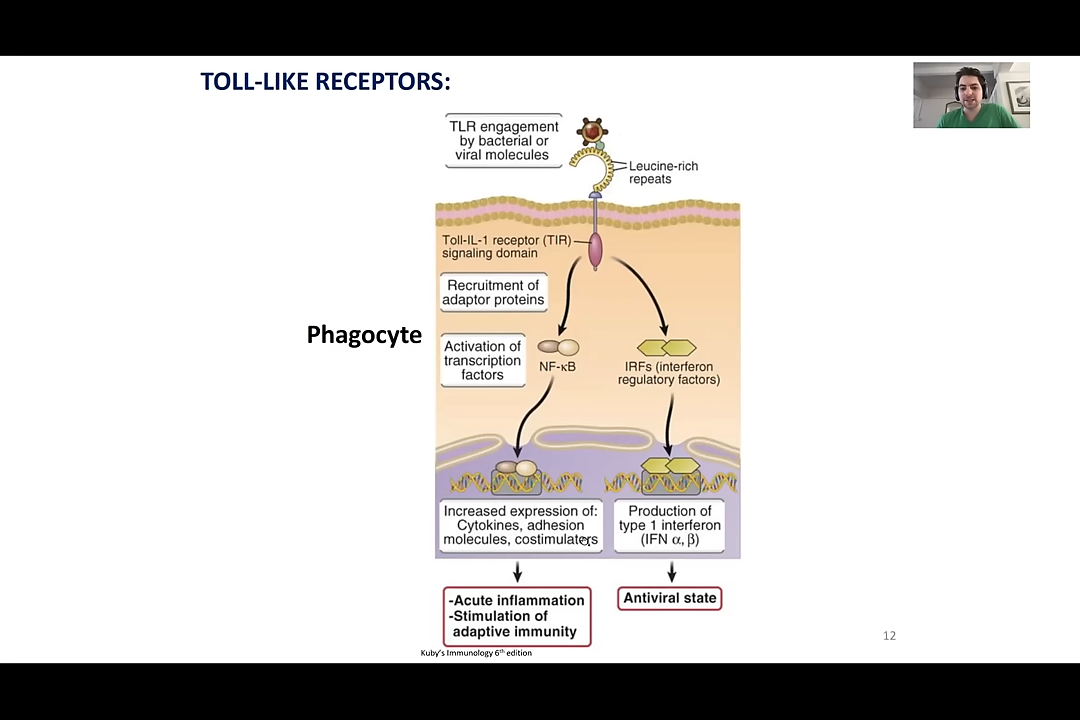 TOLL-LIKE RECEPTORS:
TLR engagement
by bacterial or
viral molecules
Leucine-rich
repeats
Toll-IL-1 receptor (TIR)
signaling domain
Recruitment of
adaptor proteins
Phagocyte
Activation of
transcription
factors
NF-κB
IRFs (interferon
regulatory factors)
Increased expression of:
Cytokines, adhesion
molecules, costimulators
Production of
type 1 interferon
(IFN α, β)
-Acute inflammation
-Stimulation of
adaptive immunity
Antiviral state
Kuby's Immunology 6th edition
12